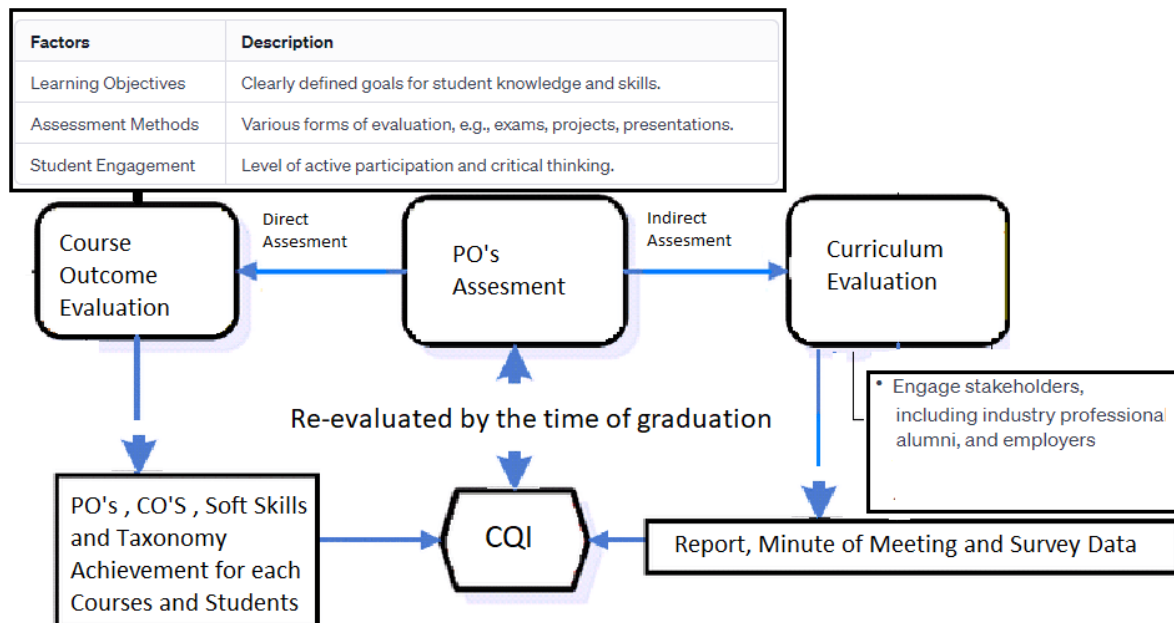 Factors Description
Learning Objectives Clearly defined goals for student knowledge and skills.
Assessment Methods Various forms of evaluation, e.g., exams, projects, presentations.
Student Engagement Level of active participation and critical thinking.
Course
Outcome
Evaluation
Direct
Assesment
PO's
Assesment
Indirect
Assesment
Curriculum
Evaluation
• Engage stakeholders,
including industry professional
alumni, and employers
Re-evaluated by the time of graduation
PO's , CO'S , Soft Skills
and Taxonomy
Achievement for each
Courses and Students
CQI
Report, Minute of Meeting and Survey Data